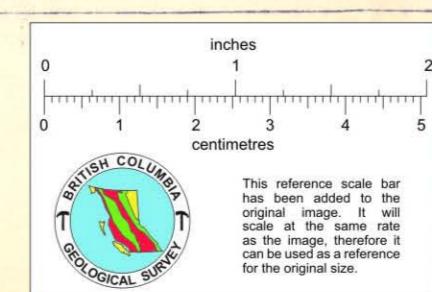 inches
0 1 2
0 1 2 3 4 5
centimetres
BRITISH COLUMBIA
GEOLOGICAL SURVEY
This reference scale bar
has been added to the
original image. It will
scale at the same rate
as the image, therefore it
can be used as a reference
for the original size.